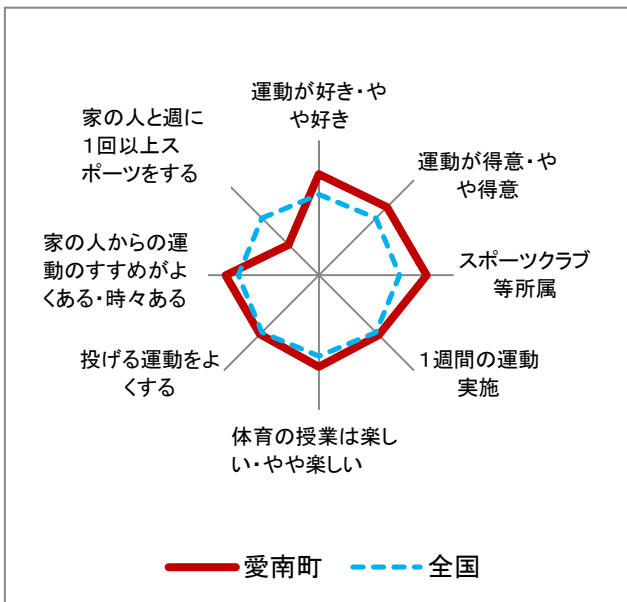 運動が好き・や
や好き
運動が得意・や
や得意
スポーツクラブ
等所属
1週間の運動
実施
体育の授業は楽し
い・やや楽しい
投げる運動をよ
くする
家の人からの運
動のすすめがよ
くある・時々ある
家の人と週に
1回以上ス
ポーツをする
愛南町
全国